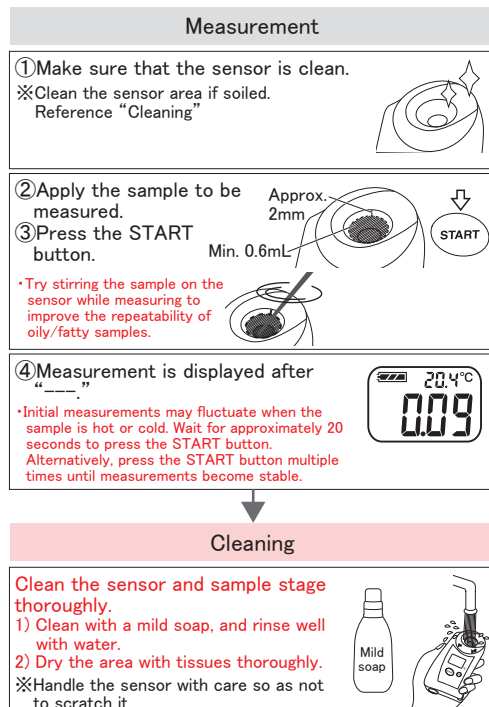 Measurement
①Make sure that the sensor is clean.
※Clean the sensor area if soiled.
Reference “Cleaning”
②Apply the sample to be
measured.
③Press the START
button.
Approx.
2mm
Min. 0.6mL
START
・Try stirring the sample on the
sensor while measuring to
improve the repeatability of
oily/fatty samples.
④Measurement is displayed after
“---.”
・Initial measurements may fluctuate when the
sample is hot or cold. Wait for approximately 20
seconds to press the START button.
Alternatively, press the START button multiple
times until measurements become stable.
20.4℃
0.09
Cleaning
Clean the sensor and sample stage
thoroughly.
1) Clean with a mild soap, and rinse well
with water.
2) Dry the area with tissues thoroughly.
※Handle the sensor with care so as not
to scratch it
Mild
soap